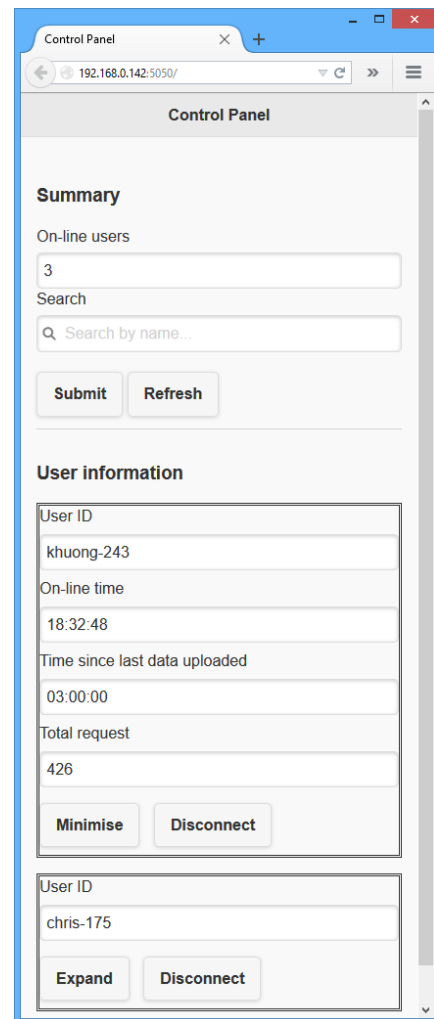 Control Panel
192.168.0.142:5050/
Control Panel
Summary
On-line users
3
Search
Search by name...
Submit Refresh
User information
User ID
khuong-243
On-line time
18:32:48
Time since last data uploaded
03:00:00
Total request
426
Minimise Disconnect
User ID
chris-175
Expand Disconnect